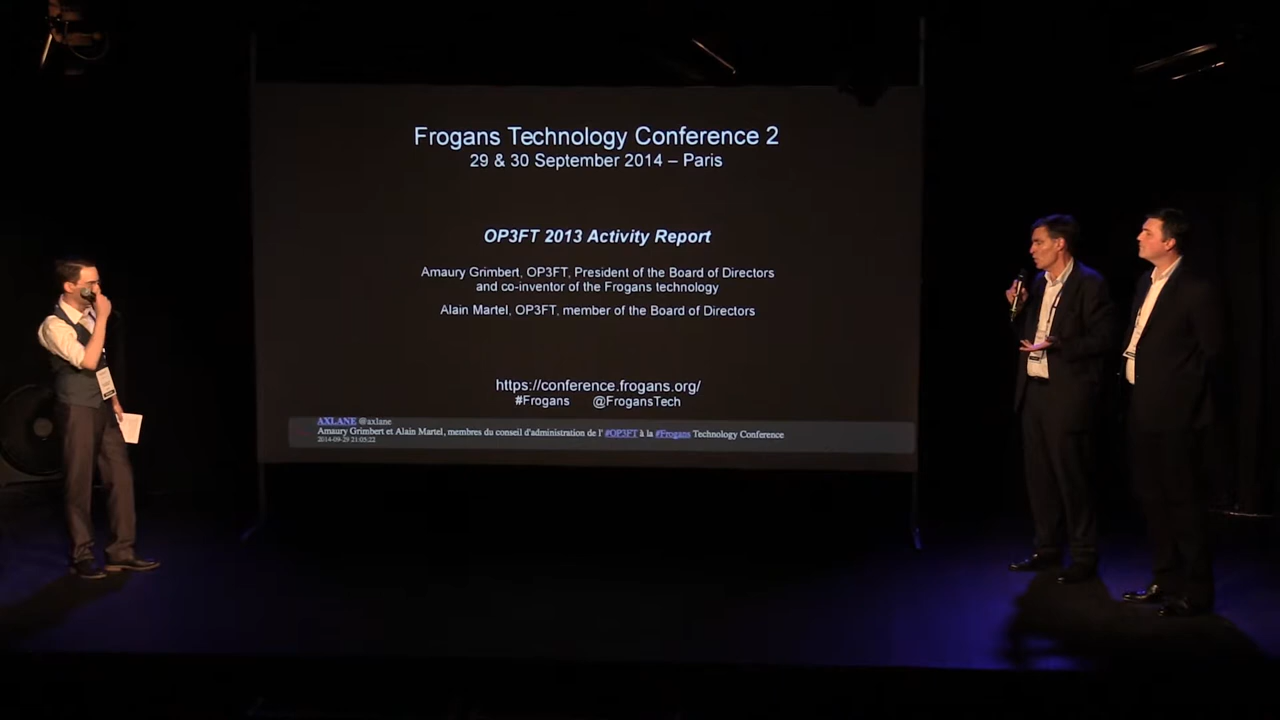 Frogans Technology Conference 2
29 & 30 September 2014 – Paris
OP3FT 2013 Activity Report
Amaury Grimbert, OP3FT, President of the Board of Directors
and co-inventor of the Frogans technology
Alain Martel, OP3FT, member of the Board of Directors
https://conference.frogans.org/
#Frogans @FrogansTech
AXLANE @axlane
Amaury Grimbert et Alain Martel, membres du conseil d'administration de l' #OP3FT à la #Frogans Technology Conference
2014-09-29 21:05:22